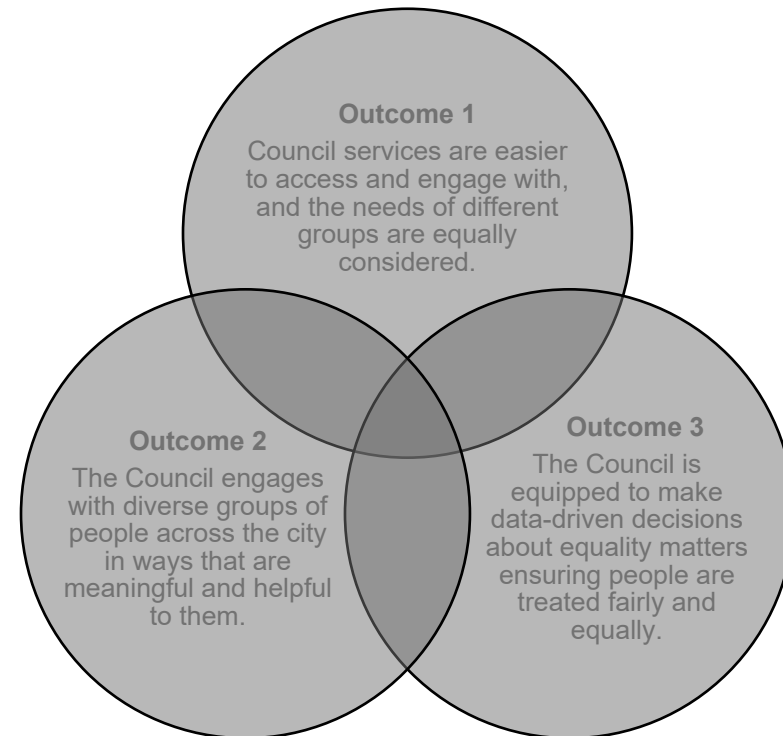 Outcome 1
Council services are easier
to access and engage with,
and the needs of different
groups are equally
considered.
Outcome 2
The Council engages
with diverse groups of
people across the city
in ways that are
meaningful and helpful
to them.
Outcome 3
The Council is
equipped to make
data-driven decisions
about equality matters
ensuring people are
treated fairly and
equally.